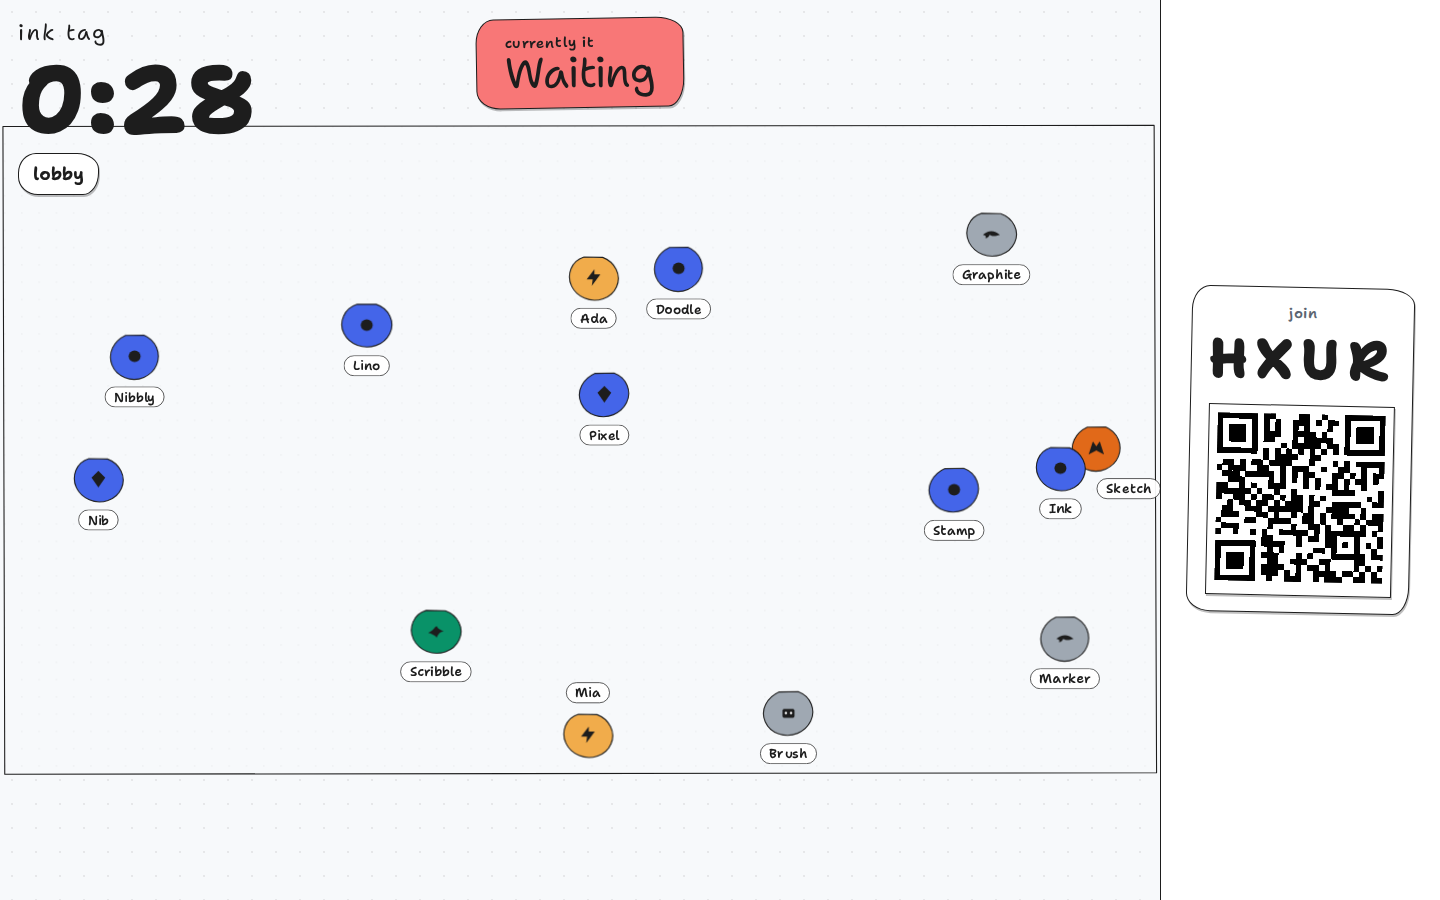 ink tag
0:28
currently it
Waiting
lobby
Graphite
Ada
Doodle
Lino
Nibbly
Pixel
Sketch
Ink
Nib
Stamp
Scribble
Marker
Mia
Brush
join
HXUR